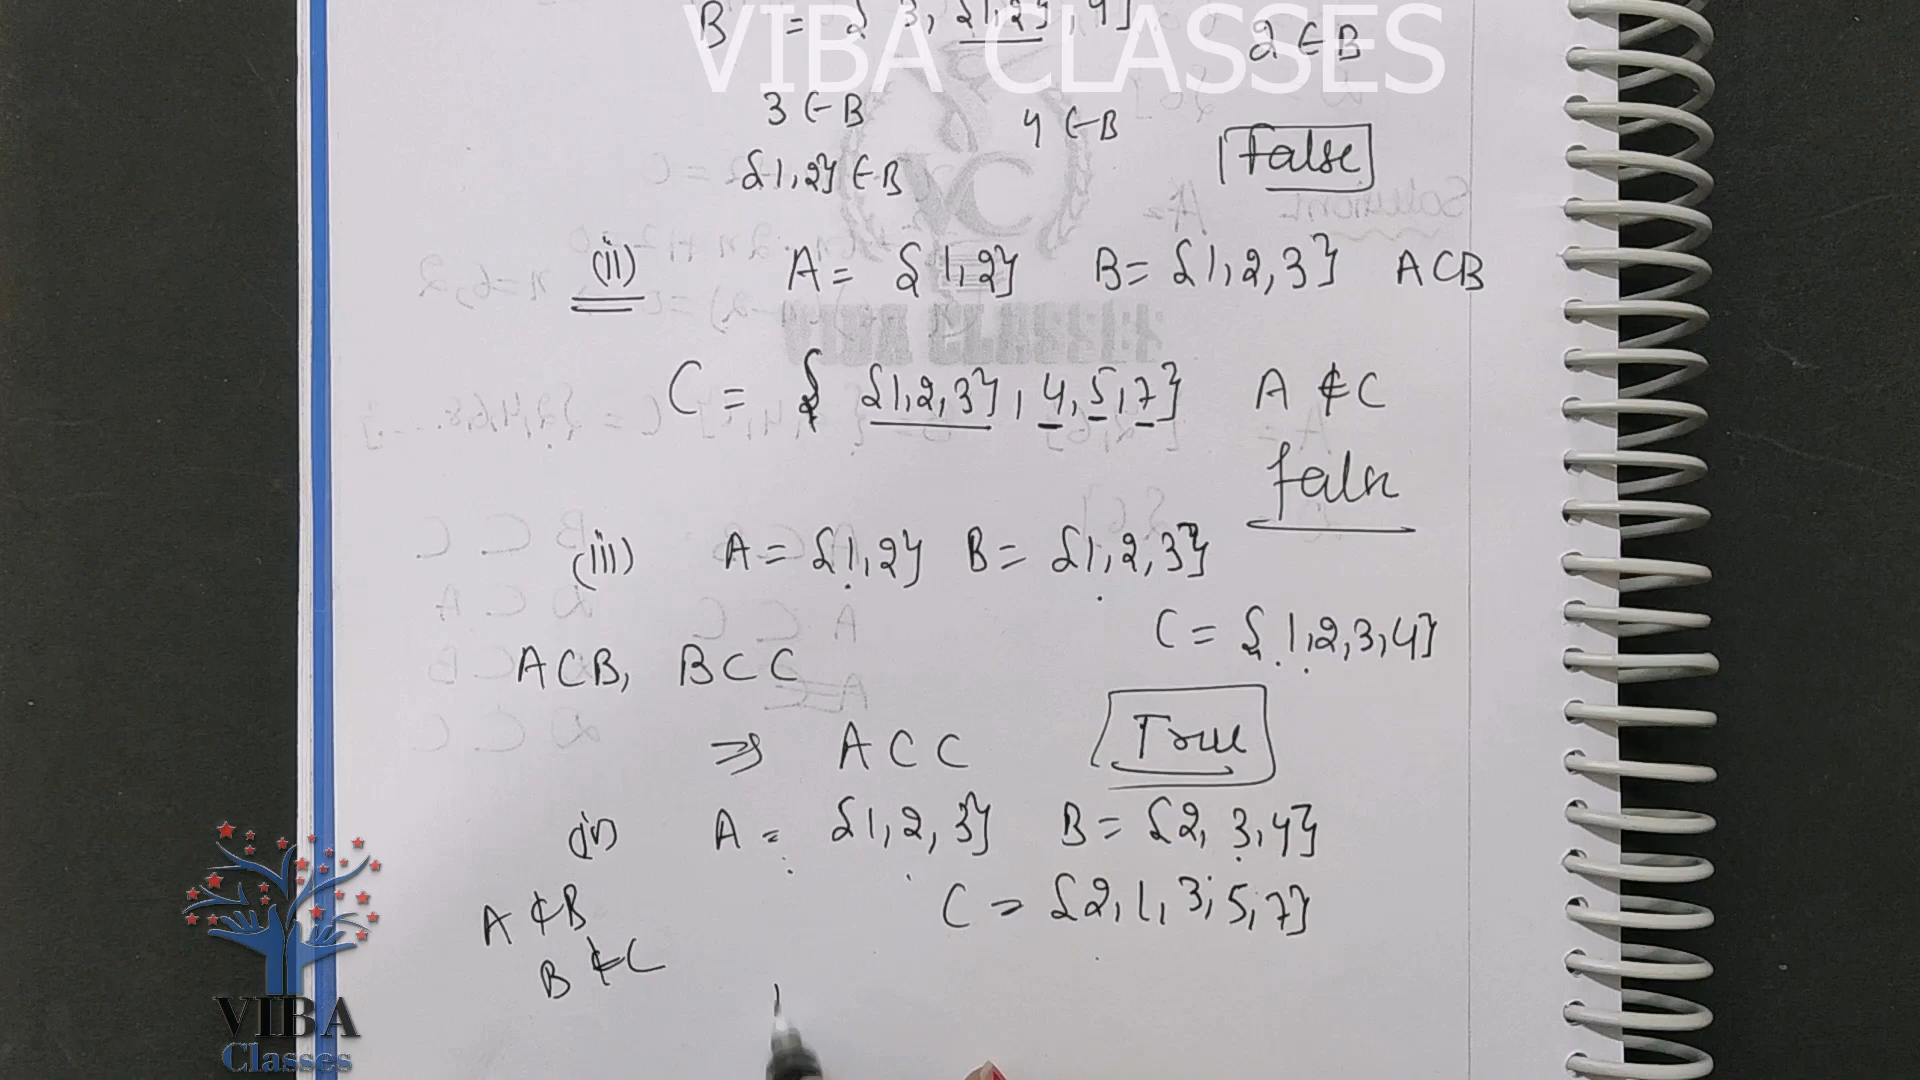 B = { 3, {1,2}, 4}
VIBA CLASSES
2 ∈ B
3 ∈ B
4 ∈ B
{1,2} ∈ B
False
(ii) A = {1,2} B = {1,2,3} A⊂B
VIBA CLASSES
C = { {1,2,3}, 4, 5, 7} A ⊄ C
false
(iii) A = {1,2} B = {1,2,3}
C = {1,2,3,4}
A⊂B, B⊂C
⇒ A⊂C
True
(iv) A = {1,2,3} B = {2,3,4}
A ⊄ B
C = {2,1,3,5,7}
B ⊄ C
VIBA
Classes